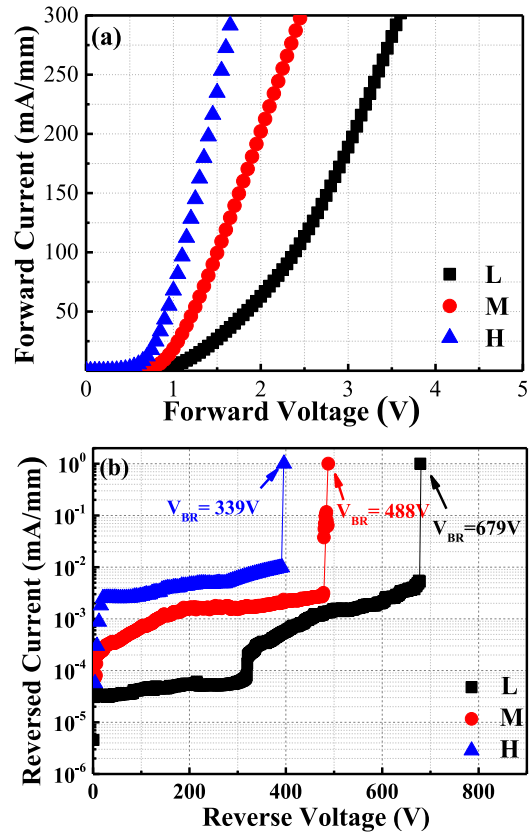 (a)
Forward Current (mA/mm)
300
250
200
150
100
50
L
M
H
0
1
2
3
4
5
Forward Voltage (V)
(b)
Reversed Current (mA/mm)
10⁰
10⁻¹
10⁻²
10⁻³
10⁻⁴
10⁻⁵
10⁻⁶
V_BR = 339V
V_BR = 488V
V_BR=679V
L
M
H
0
200
400
600
800
Reverse Voltage (V)